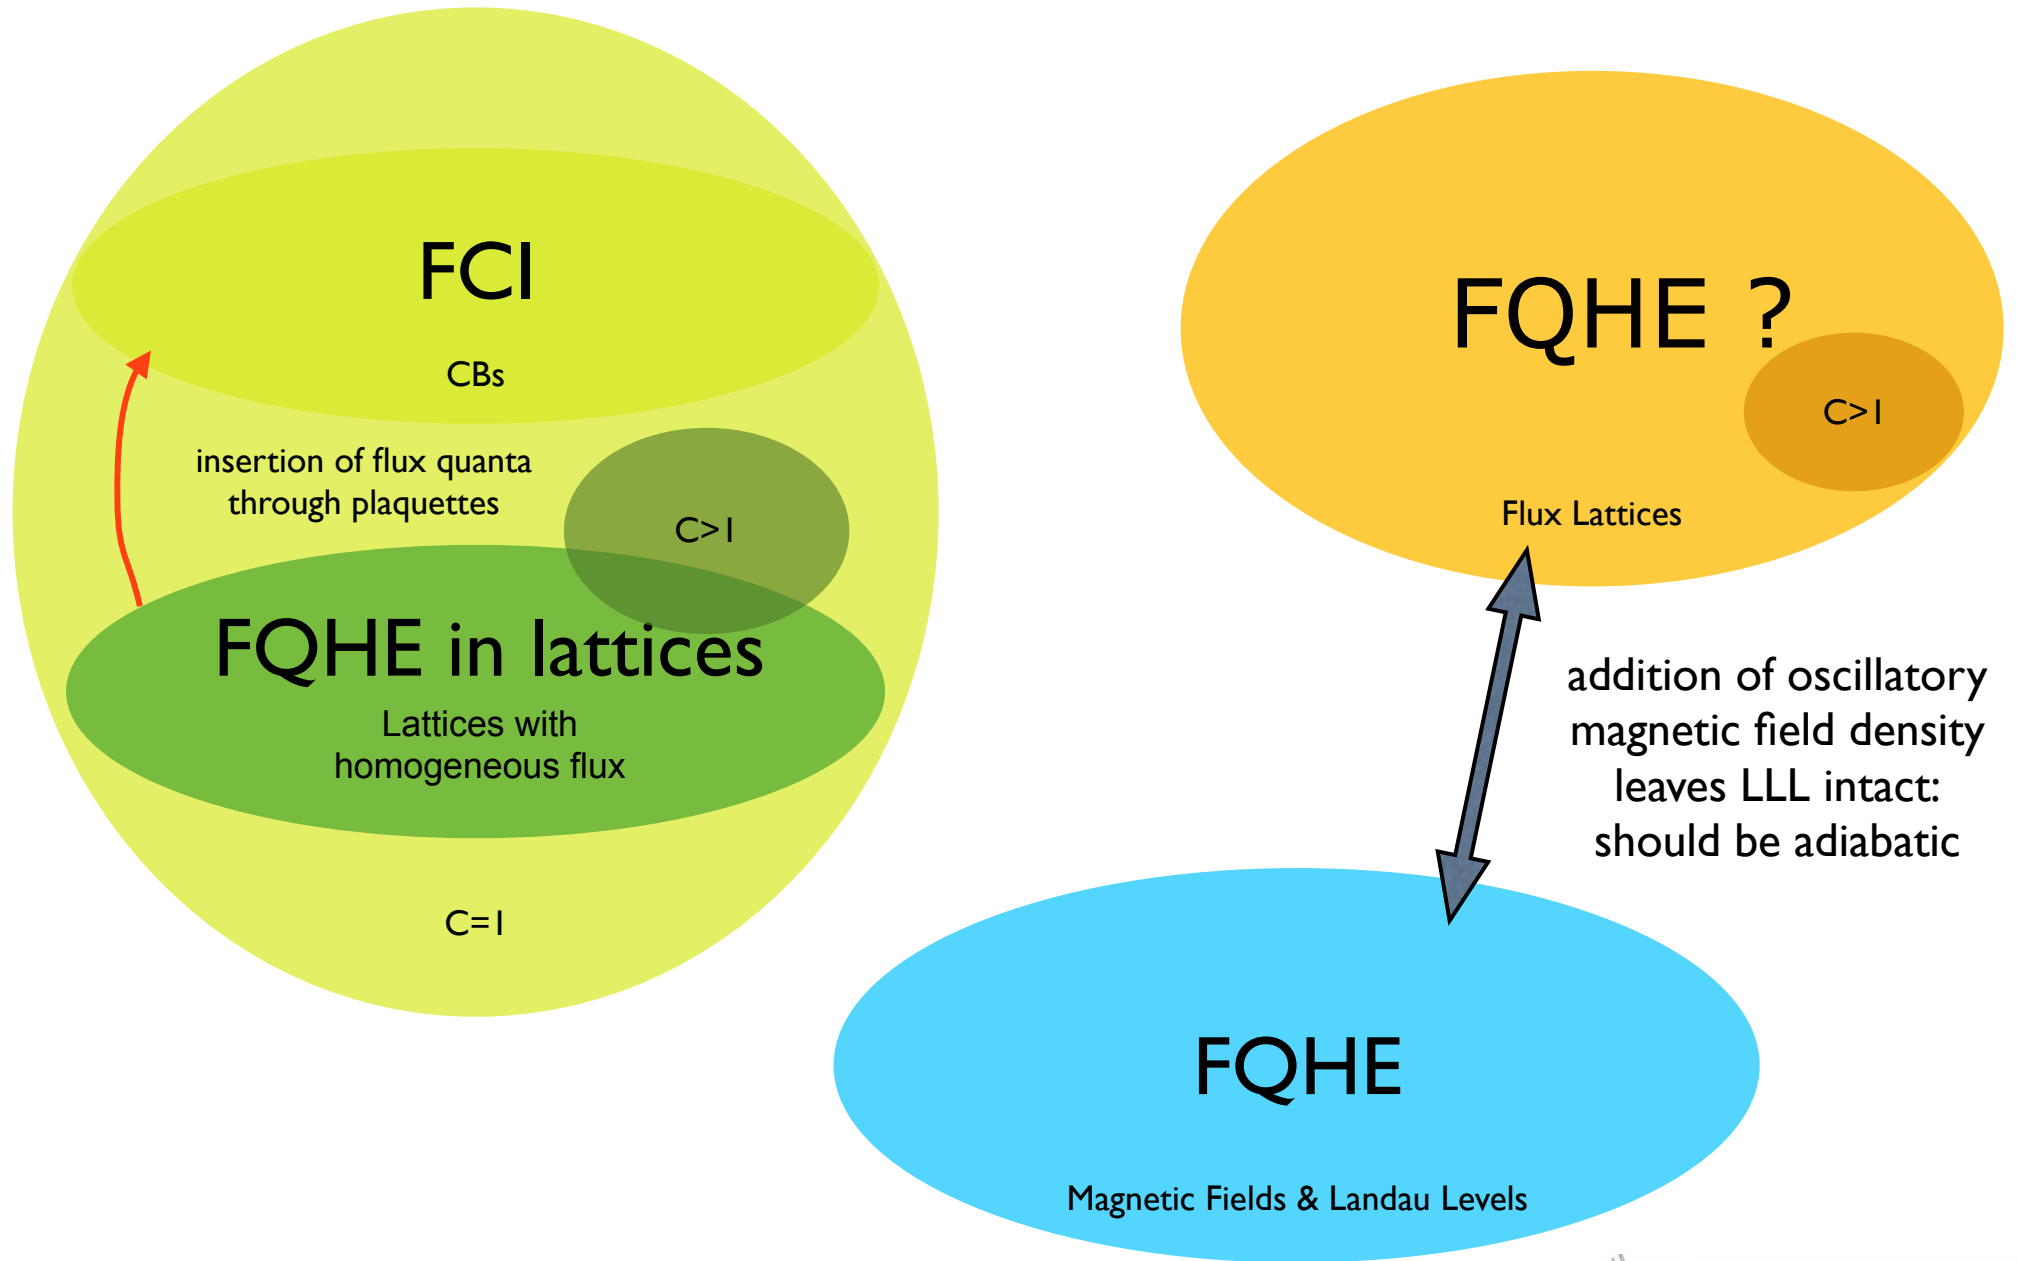 FCI
CBs
insertion of flux quanta
through plaquettes
C>1
FQHE in lattices
Lattices with
homogeneous flux
C=1
FQHE ?
C>1
Flux Lattices
addition of oscillatory
magnetic field density
leaves LLL intact:
should be adiabatic
FQHE
Magnetic Fields & Landau Levels